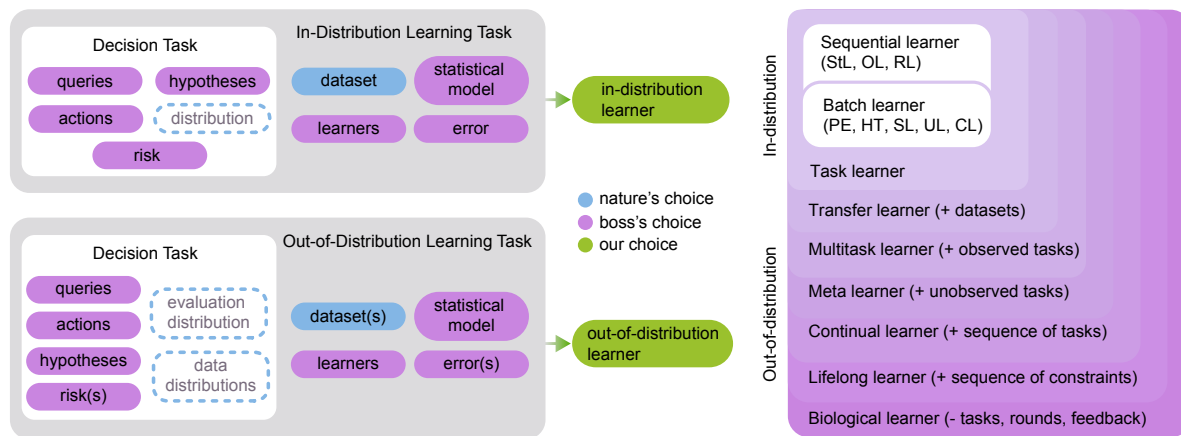 Decision Task
queries
hypotheses
actions
distribution
risk
In-Distribution Learning Task
dataset
statistical
model
learners
error
in-distribution
learner
nature's choice
boss's choice
our choice
Decision Task
queries
actions
hypotheses
risk(s)
evaluation
distribution
data
distributions
Out-of-Distribution Learning Task
dataset(s)
statistical
model
learners
error(s)
out-of-distribution
learner
In-distribution
Out-of-distribution
Sequential learner
(StL, OL, RL)
Batch learner
(PE, HT, SL, UL, CL)
Task learner
Transfer learner (+ datasets)
Multitask learner (+ observed tasks)
Meta learner (+ unobserved tasks)
Continual learner (+ sequence of tasks)
Lifelong learner (+ sequence of constraints)
Biological learner (- tasks, rounds, feedback)